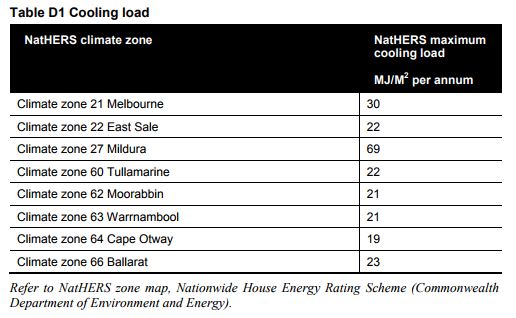 Table D1 Cooling load
NatHERS climate zone NatHERS maximum
cooling load
MJ/M² per annum
Climate zone 21 Melbourne 30
Climate zone 22 East Sale 22
Climate zone 27 Mildura 69
Climate zone 60 Tullamarine 22
Climate zone 62 Moorabbin 21
Climate zone 63 Warrnambool 21
Climate zone 64 Cape Otway 19
Climate zone 66 Ballarat 23
Refer to NatHERS zone map, Nationwide House Energy Rating Scheme (Commonwealth
Department of Environment and Energy).